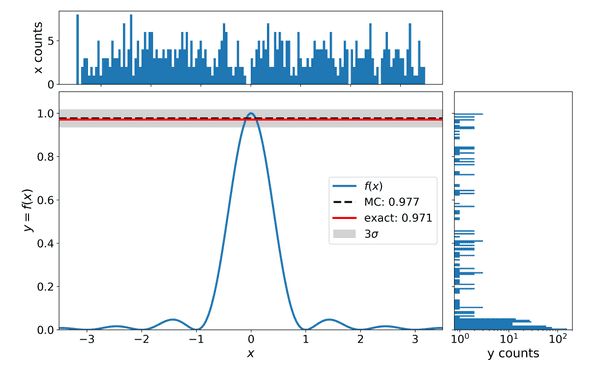 x counts
5
0
y = f(x)
1.0
0.8
0.6
0.4
0.2
0.0
f(x)
MC: 0.977
exact: 0.971
3σ
−3 −2 −1 0 1 2 3
x
10⁰ 10¹ 10²
y counts